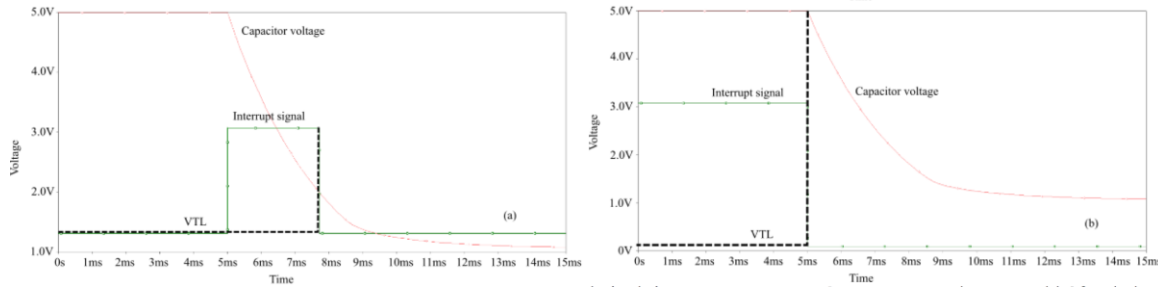 5.0V
4.0V
3.0V
2.0V
1.0V
Voltage
Capacitor voltage
Interrupt signal
VTL
(a)
0s 1ms 2ms 3ms 4ms 5ms 6ms 7ms 8ms 9ms 10ms 11ms 12ms 13ms 14ms 15ms
Time
5.0V
4.0V
3.0V
2.0V
1.0V
0V
Voltage
Interrupt signal
Capacitor voltage
VTL
(b)
0s 1ms 2ms 3ms 4ms 5ms 6ms 7ms 8ms 9ms 10ms 11ms 12ms 13ms 14ms 15ms
Time